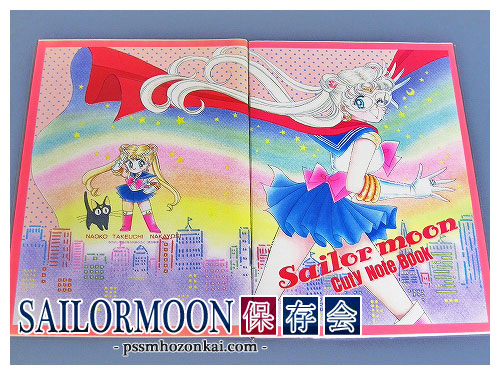 NAOKO TAKEUCHI NAKAYOSHI
Sailor moon
Cuty Note Book
SAILORMOON 保存会
- pssmhozonkai.com -